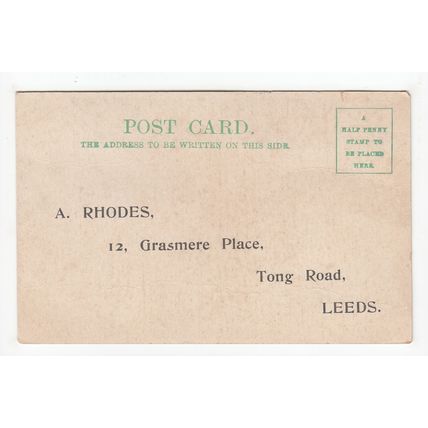 POST CARD.
THE ADDRESS TO BE WRITTEN ON THIS SIDE.
A
HALF PENNY
STAMP TO
BE PLACED
HERE.
A. RHODES,
12, Grasmere Place,
Tong Road,
LEEDS.